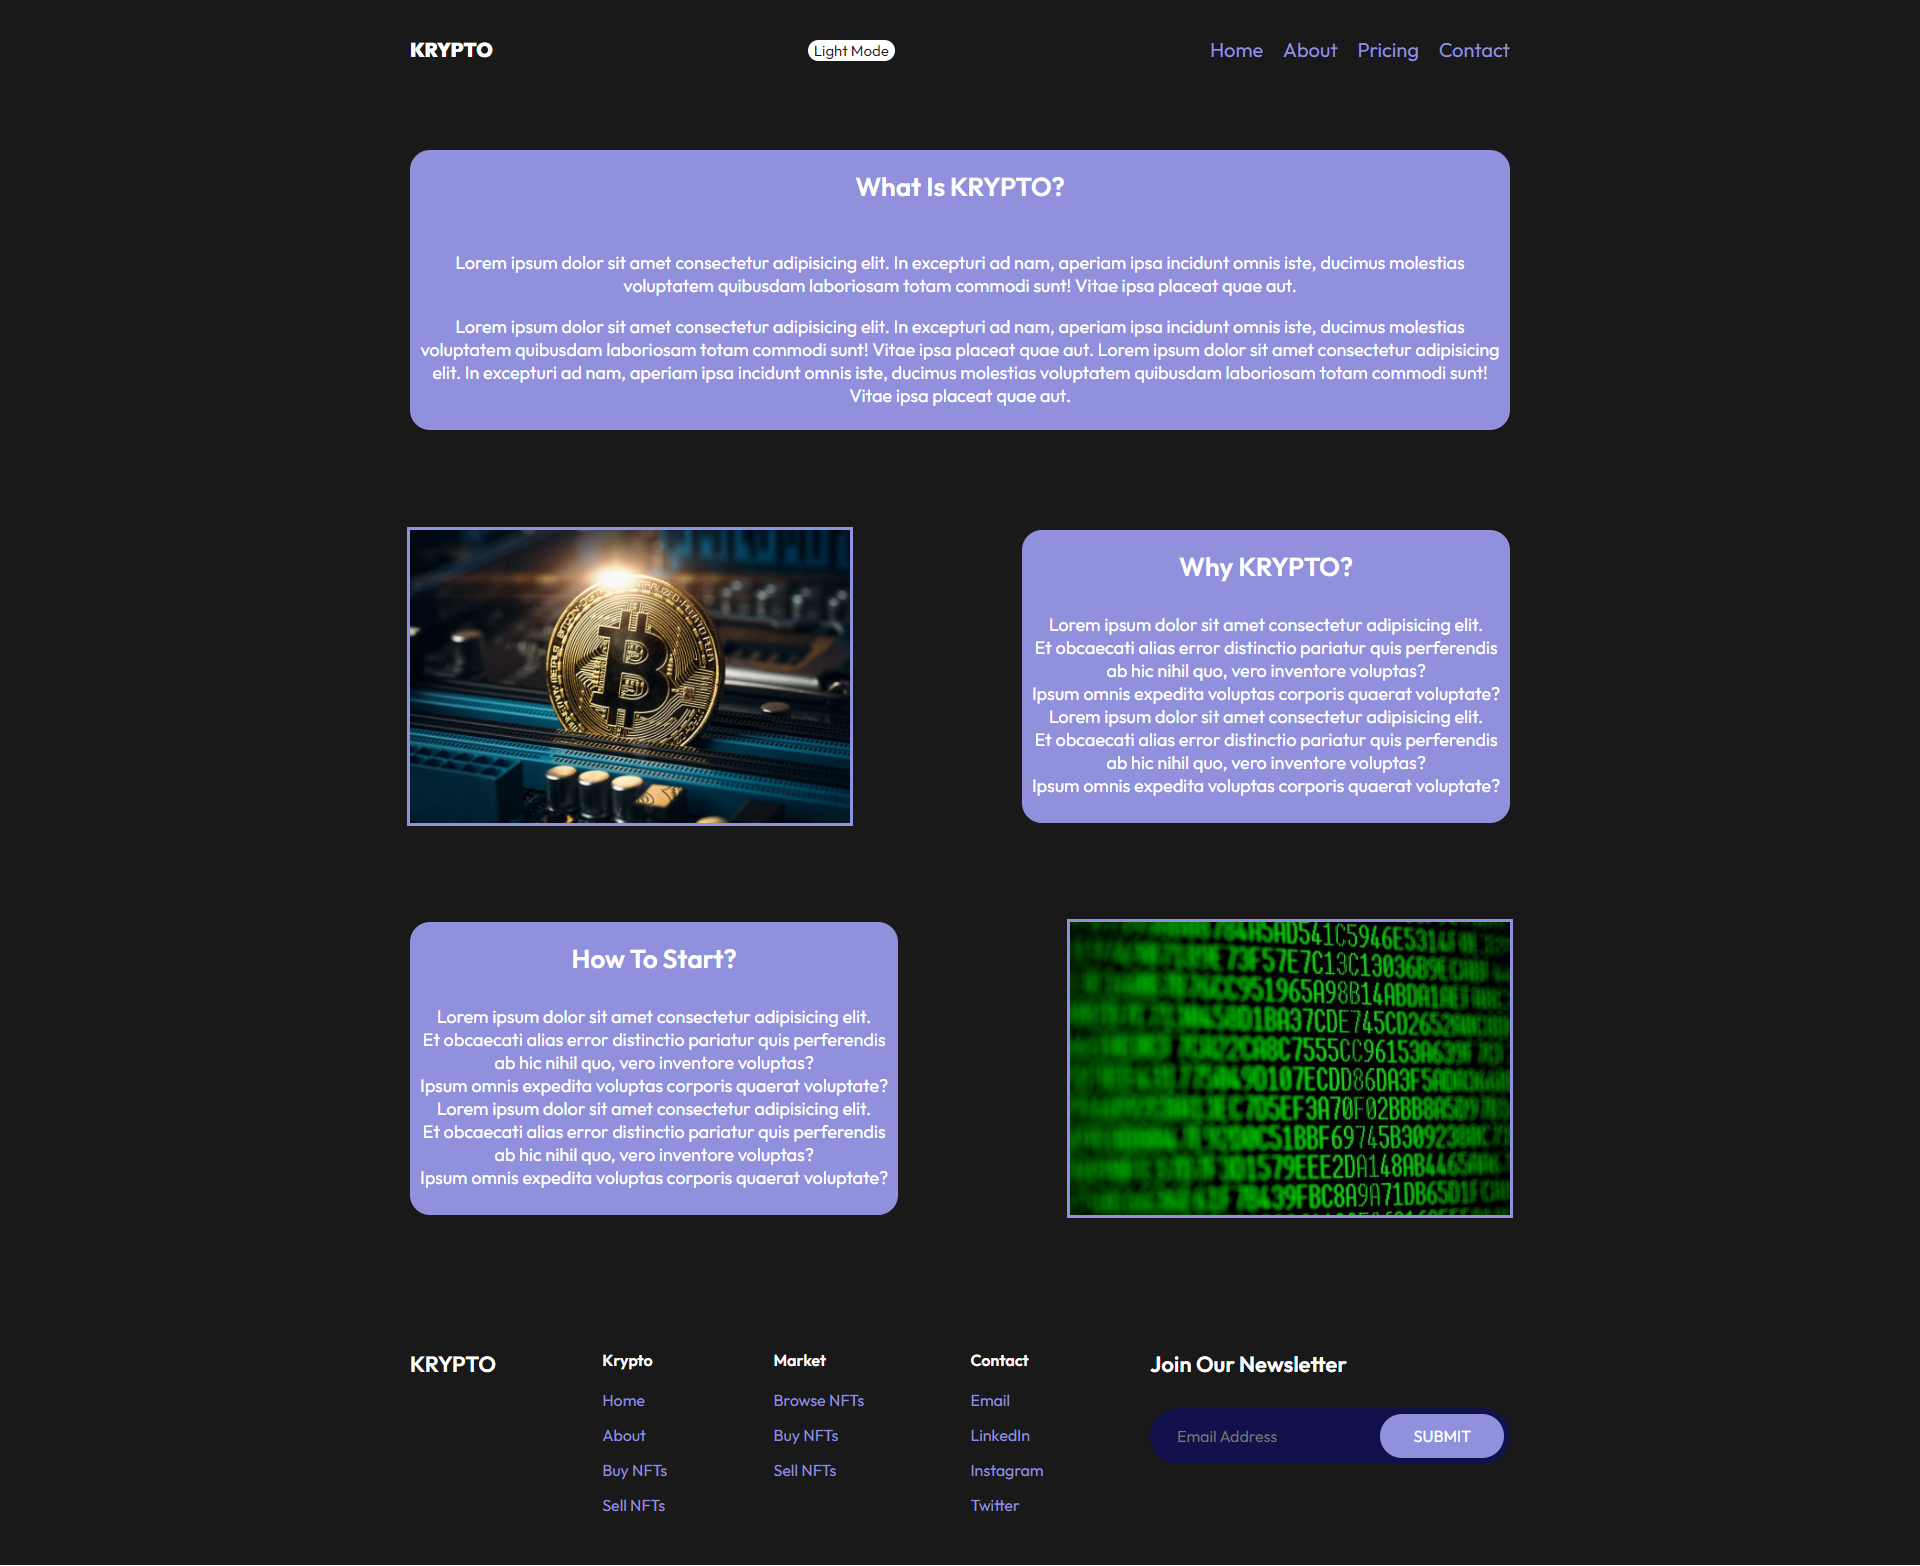 KRYPTO
Light Mode
Home About Pricing Contact
What Is KRYPTO?
Lorem ipsum dolor sit amet consectetur adipisicing elit. In excepturi ad nam, aperiam ipsa incidunt omnis iste, ducimus molestias
voluptatem quibusdam laboriosam totam commodi sunt! Vitae ipsa placeat quae aut.
Lorem ipsum dolor sit amet consectetur adipisicing elit. In excepturi ad nam, aperiam ipsa incidunt omnis iste, ducimus molestias
voluptatem quibusdam laboriosam totam commodi sunt! Vitae ipsa placeat quae aut. Lorem ipsum dolor sit amet consectetur adipisicing
elit. In excepturi ad nam, aperiam ipsa incidunt omnis iste, ducimus molestias voluptatem quibusdam laboriosam totam commodi sunt!
Vitae ipsa placeat quae aut.
Why KRYPTO?
Lorem ipsum dolor sit amet consectetur adipisicing elit.
Et obcaecati alias error distinctio pariatur quis perferendis
ab hic nihil quo, vero inventore voluptas?
Ipsum omnis expedita voluptas corporis quaerat voluptate?
Lorem ipsum dolor sit amet consectetur adipisicing elit.
Et obcaecati alias error distinctio pariatur quis perferendis
ab hic nihil quo, vero inventore voluptas?
Ipsum omnis expedita voluptas corporis quaerat voluptate?
How To Start?
Lorem ipsum dolor sit amet consectetur adipisicing elit.
Et obcaecati alias error distinctio pariatur quis perferendis
ab hic nihil quo, vero inventore voluptas?
Ipsum omnis expedita voluptas corporis quaerat voluptate?
Lorem ipsum dolor sit amet consectetur adipisicing elit.
Et obcaecati alias error distinctio pariatur quis perferendis
ab hic nihil quo, vero inventore voluptas?
Ipsum omnis expedita voluptas corporis quaerat voluptate?
KRYPTO
Krypto
Home
About
Buy NFTs
Sell NFTs
Market
Browse NFTs
Buy NFTs
Sell NFTs
Contact
Email
LinkedIn
Instagram
Twitter
Join Our Newsletter
Email Address
SUBMIT